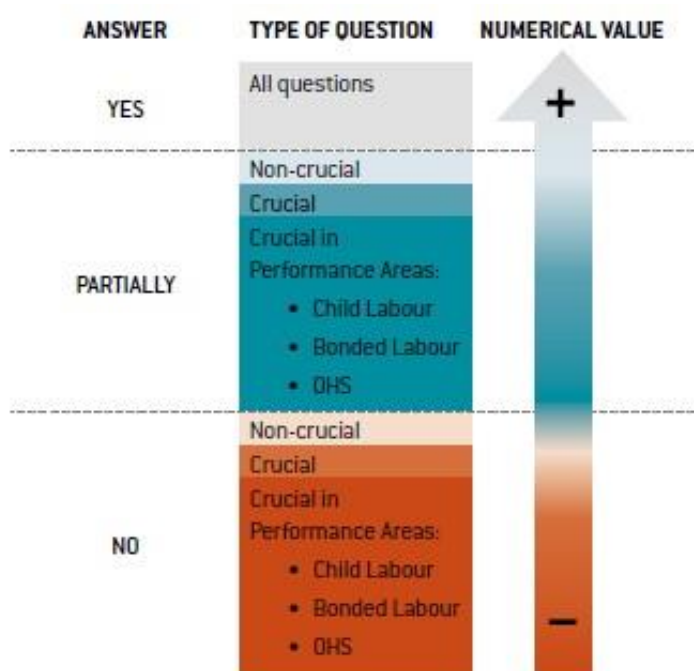 ANSWER TYPE OF QUESTION NUMERICAL VALUE
All questions
+
YES
Non-crucial
Crucial
Crucial in
Performance Areas:
PARTIALLY
• Child Labour
• Bonded Labour
• OHS
Non-crucial
Crucial
Crucial in
Performance Areas:
NO
• Child Labour
• Bonded Labour
–
• OHS